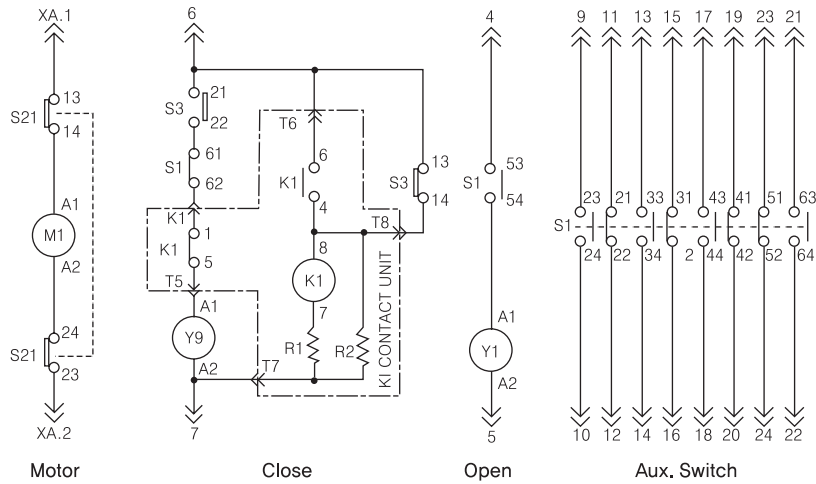 XA.1 6 4 9 11 13 15 17 19 23 21
13 21
S21 S3
14 22 T6
61 6 13 53
S1 K1 S3 S1
62 4 14 54
K1 T8 23 21 33 31 43 41 51 63
A1 1 S1
M1 K1 8 24 22 34 2 44 42 52 64
A2 5 K1
T5 7
A1 KI CONTACT UNIT A1
24 Y9 R1 R2 Y1
S21 A2 T7 A2
23
XA.2 7 5 10 12 14 16 18 20 24 22
Motor Close Open Aux. Switch